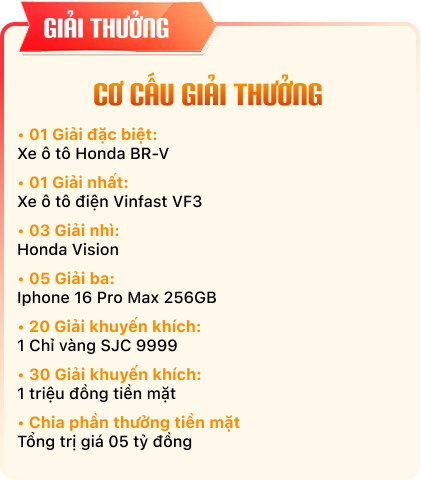 GIẢI THƯỞNG
CƠ CẤU GIẢI THƯỞNG
• 01 Giải đặc biệt:
Xe ô tô Honda BR-V
• 01 Giải nhất:
Xe ô tô điện Vinfast VF3
• 03 Giải nhì:
Honda Vision
• 05 Giải ba:
Iphone 16 Pro Max 256GB
• 20 Giải khuyến khích:
1 Chỉ vàng SJC 9999
• 30 Giải khuyến khích:
1 triệu đồng tiền mặt
• Chia phần thưởng tiền mặt
Tổng trị giá 05 tỷ đồng